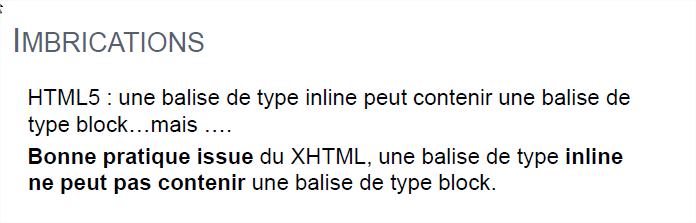 IMBRICATIONS
HTML5 : une balise de type inline peut contenir une balise de
type block…mais ….
Bonne pratique issue du XHTML, une balise de type inline
ne peut pas contenir une balise de type block.